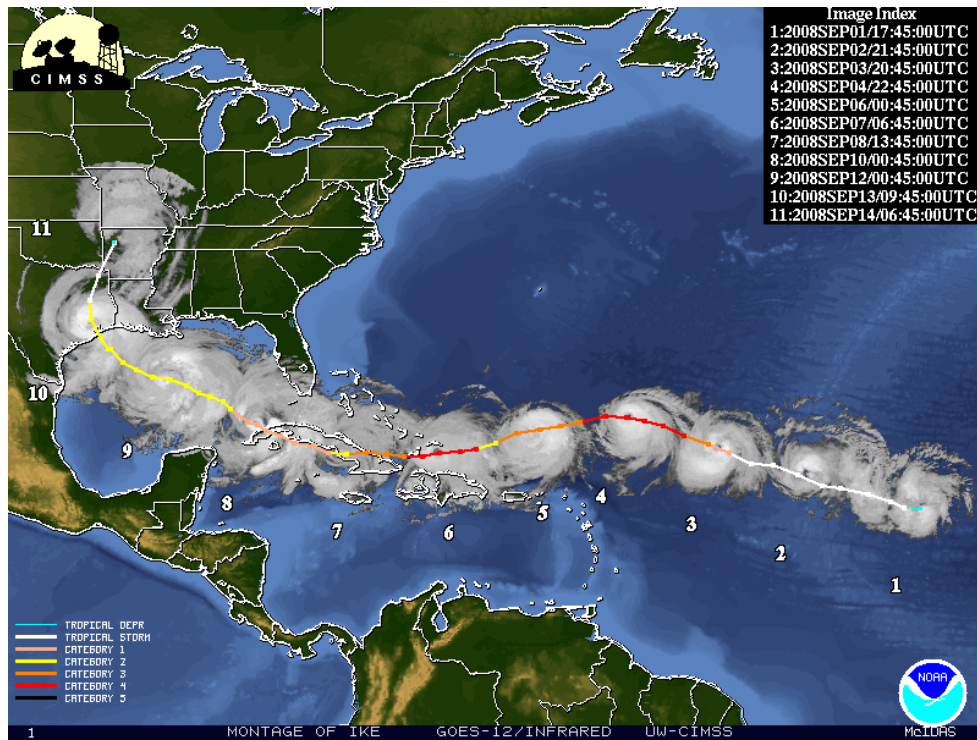 CIMSS
Image Index
1:2008SEP01/17:45:00UTC
2:2008SEP02/21:45:00UTC
3:2008SEP03/20:45:00UTC
4:2008SEP04/22:45:00UTC
5:2008SEP06/00:45:00UTC
6:2008SEP07/06:45:00UTC
7:2008SEP08/13:45:00UTC
8:2008SEP10/00:45:00UTC
9:2008SEP12/00:45:00UTC
10:2008SEP13/09:45:00UTC
11:2008SEP14/06:45:00UTC
11
10
9
8
7
6
5
4
3
2
1
TROPICAL DEPR
TROPICAL STORM
CATEGORY 1
CATEGORY 2
CATEGORY 3
CATEGORY 4
CATEGORY 5
NOAA
1 MONTAGE OF IKE GOES-12/INFRARED UW-CIMSS McIDAS